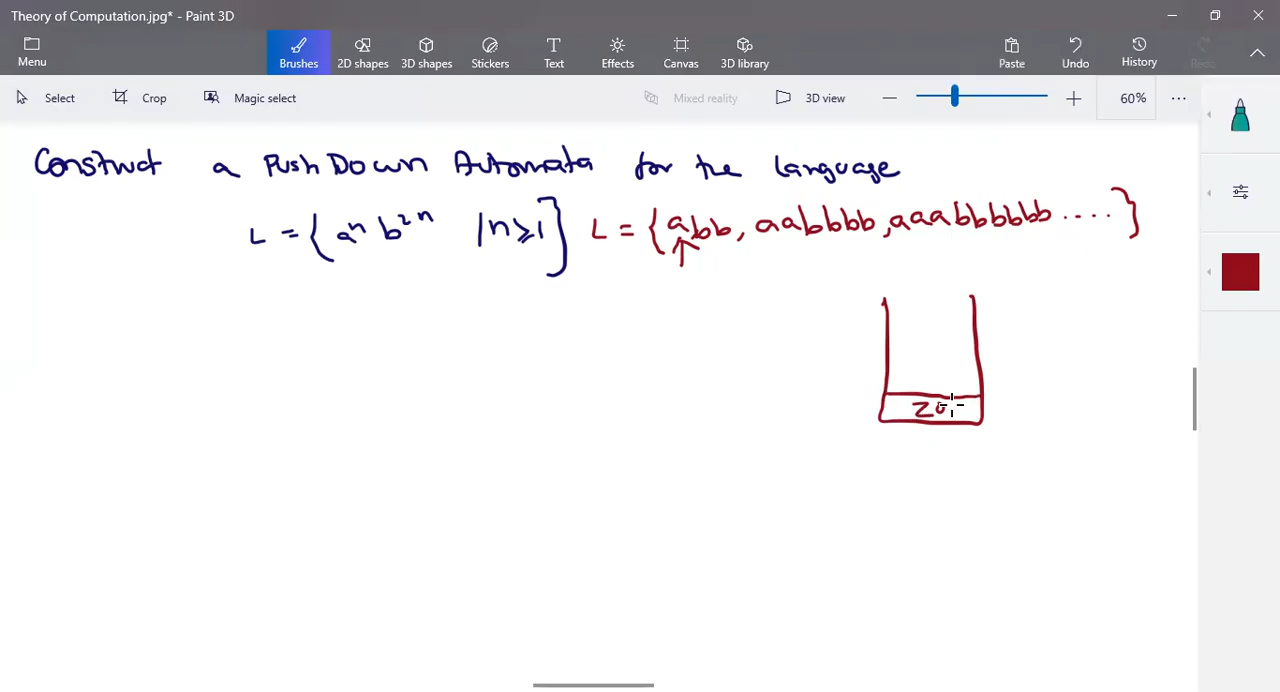 Theory of Computation.jpg* - Paint 3D
Menu Brushes 2D shapes 3D shapes Stickers Text Effects Canvas 3D library Paste Undo History Redo
Select Crop Magic select Mixed reality 3D view 60%
Construct a PushDown Automata for the language
L = { aⁿ b²ⁿ | n ≥ 1 } L = { abb, aabbbb, aaabbbbbb .... }
Z0